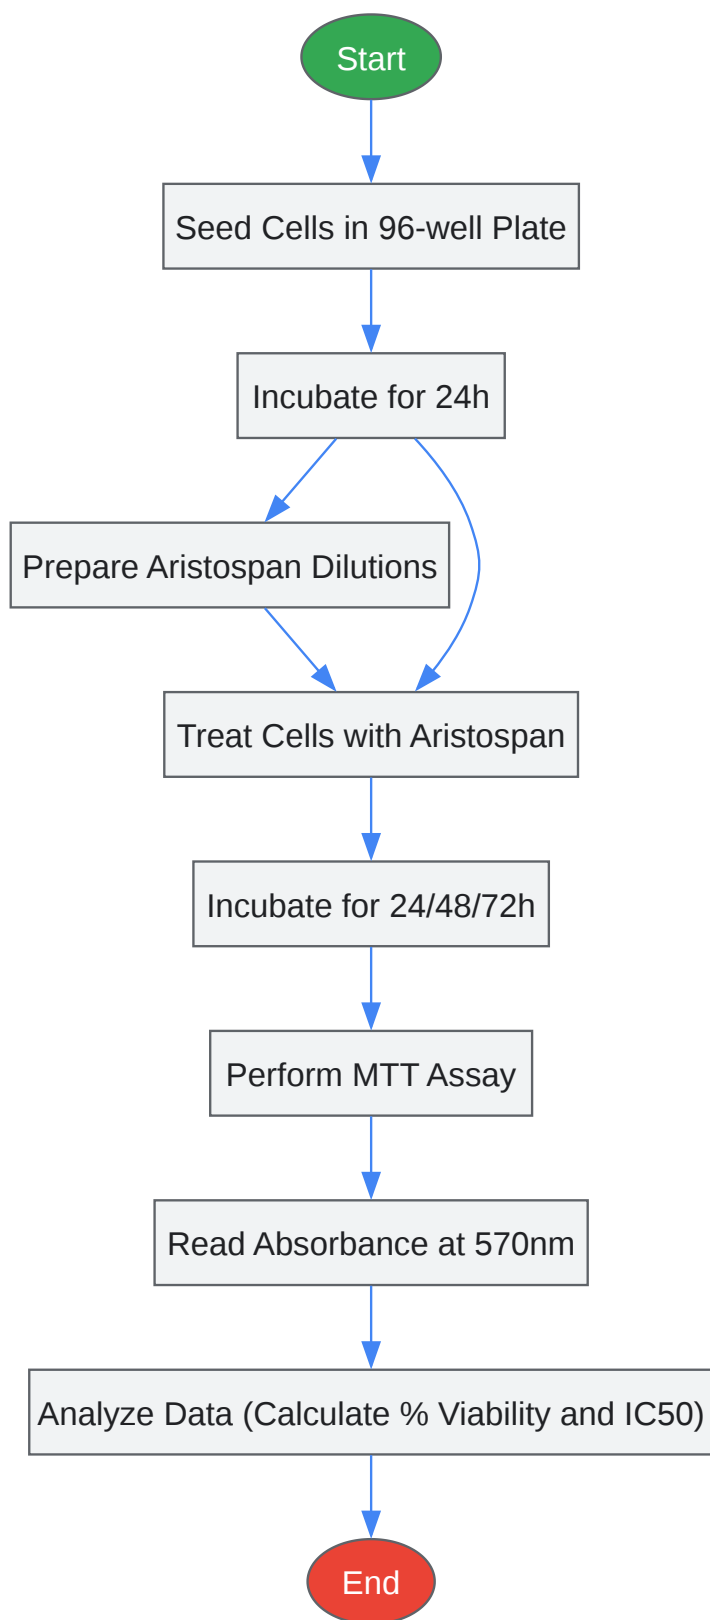 Start
Seed Cells in 96-well Plate
Incubate for 24h
Prepare Aristospan Dilutions
Treat Cells with Aristospan
Incubate for 24/48/72h
Perform MTT Assay
Read Absorbance at 570nm
Analyze Data (Calculate % Viability and IC50)
End